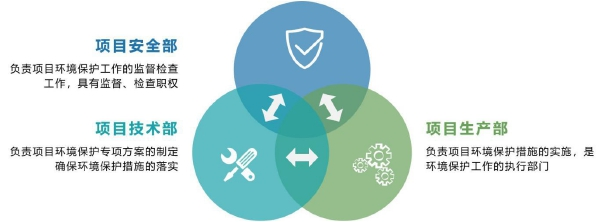 项目安全部
负责项目环境保护工作的监督检查
工作，具有监督、检查职权
项目技术部
负责项目环境保护专项方案的制定
确保环境保护措施的落实
项目生产部
负责项目环境保护措施的实施，是
环境保护工作的执行部门